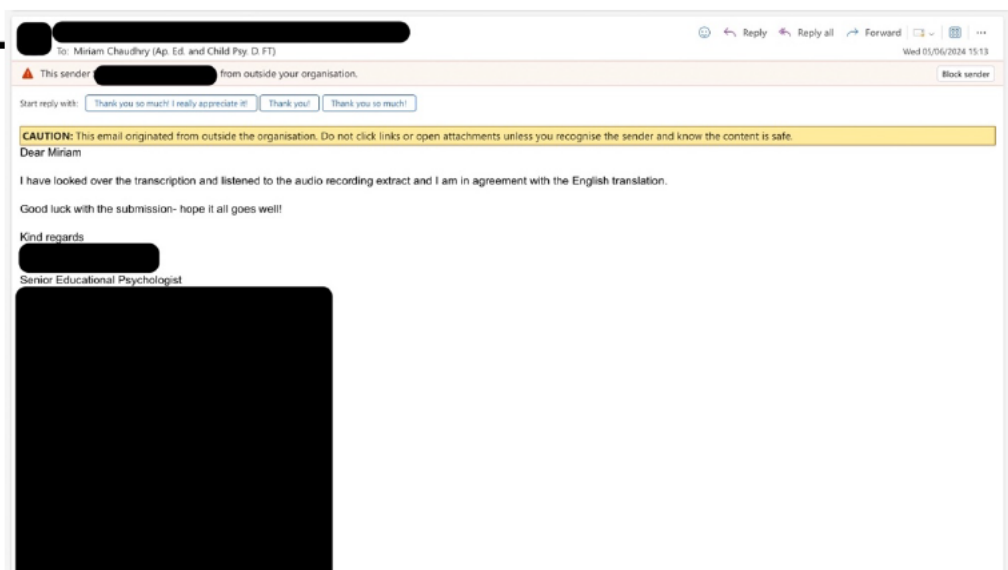 Reply Reply all Forward
To: Miriam Chaudhry (Ap. Ed. and Child Psy. D. FT)
Wed 05/06/2024 15:13
This sender from outside your organisation.
Block sender
Start reply with: Thank you so much! I really appreciate it! Thank you! Thank you so much!
CAUTION: This email originated from outside the organisation. Do not click links or open attachments unless you recognise the sender and know the content is safe.
Dear Miriam
I have looked over the transcription and listened to the audio recording extract and I am in agreement with the English translation.
Good luck with the submission- hope it all goes well!
Kind regards
Senior Educational Psychologist